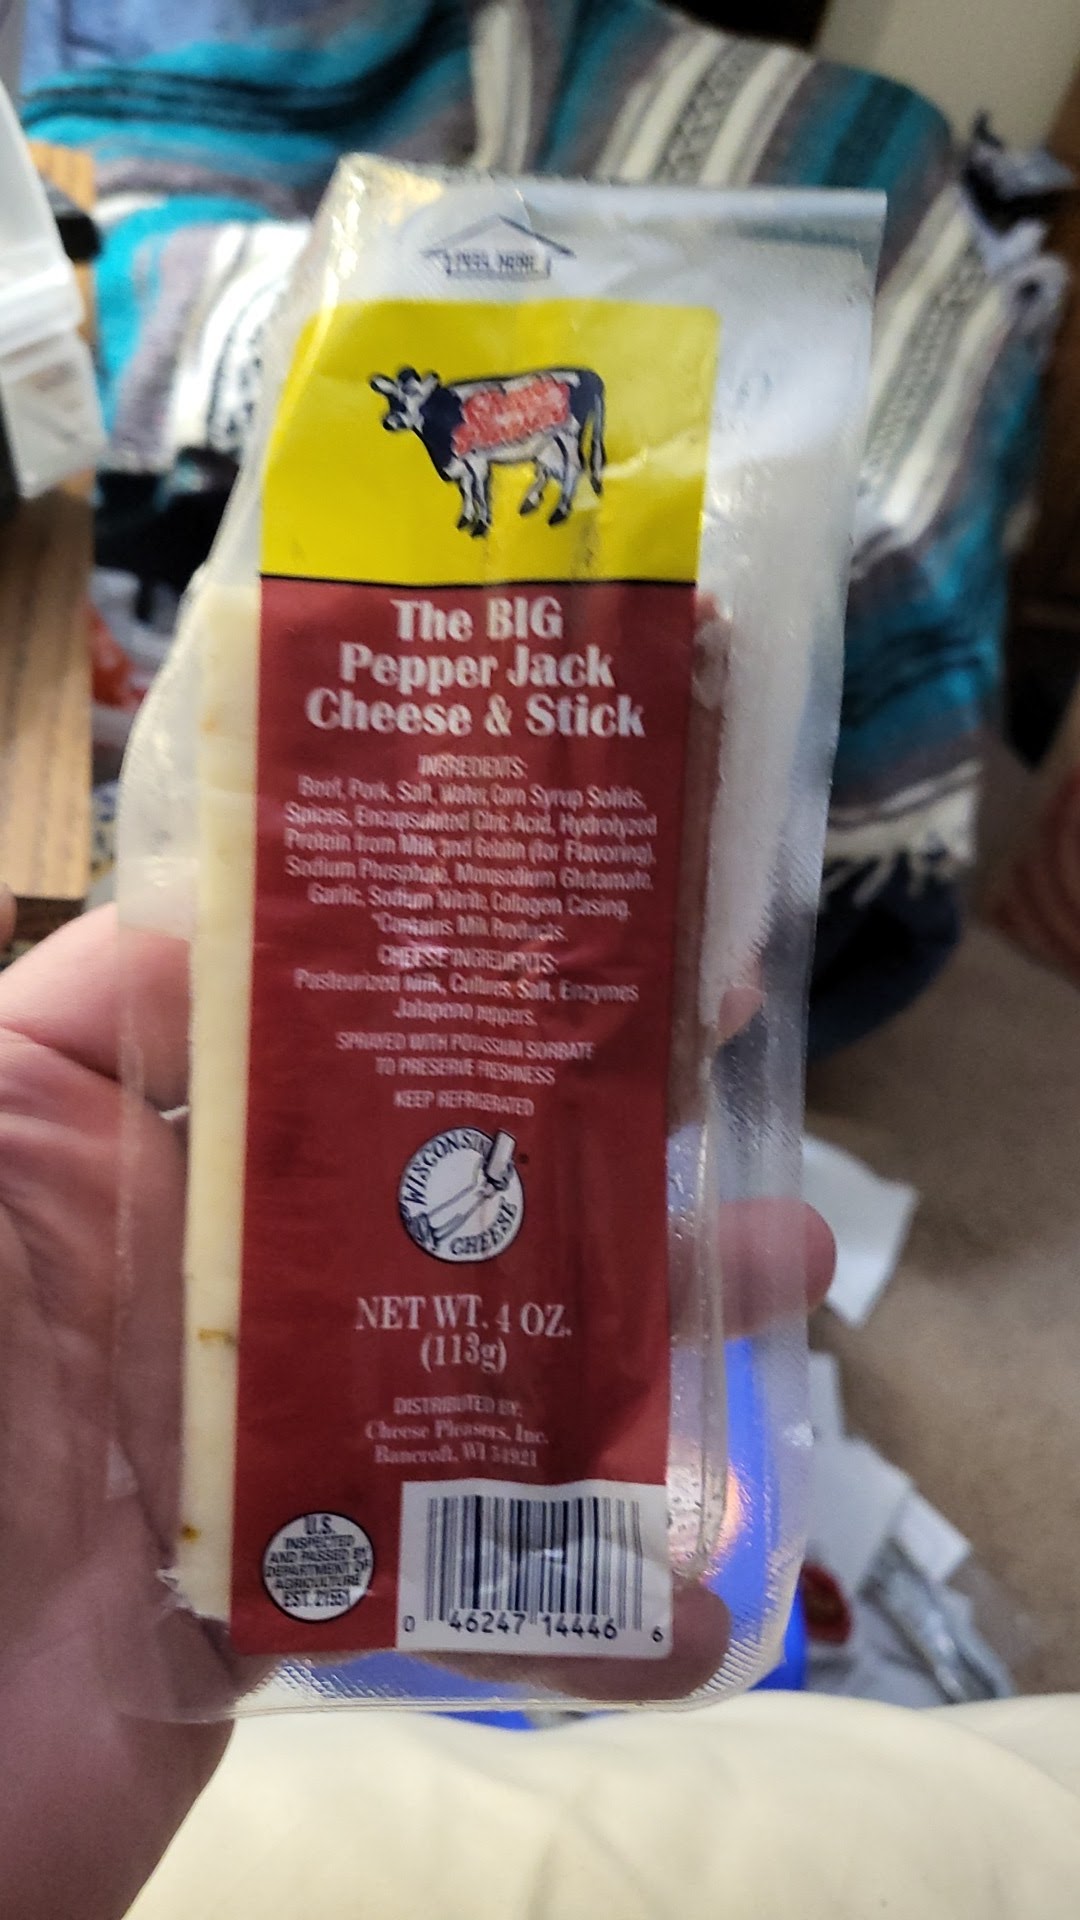 PEEL HERE
The BIG
Pepper Jack
Cheese & Stick
INGREDIENTS:
Beef, Pork, Salt, Water, Corn Syrup Solids,
Spices, Encapsulated Citric Acid, Hydrolyzed
Protein from Milk and Gelatin (for Flavoring),
Sodium Phosphate, Monosodium Glutamate,
Garlic, Sodium Nitrite, Collagen Casing.
*Contains Milk Products.
CHEESE INGREDIENTS:
Pasteurized Milk, Cultures, Salt, Enzymes
Jalapeno Peppers.
SPRAYED WITH POTASSIUM SORBATE
TO PRESERVE FRESHNESS
KEEP REFRIGERATED
WISCONSIN
CHEESE
NET WT. 4 OZ.
(113g)
DISTRIBUTED BY:
Cheese Pleasers, Inc.
Bancroft, WI 54921
U.S.
INSPECTED
AND PASSED BY
DEPARTMENT OF
AGRICULTURE
EST. 21551
0 46247 14446 6